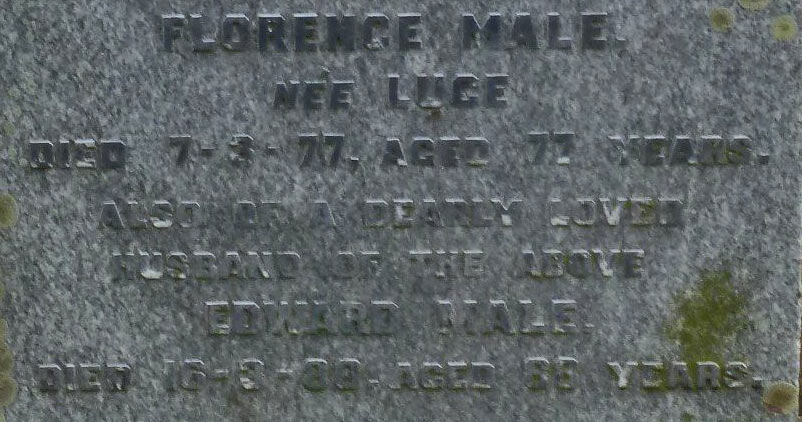 FLORENCE MALE.
NÉE LUCE
DIED 7-3-77. AGED 77 YEARS.
ALSO OF A DEARLY LOVED
HUSBAND OF THE ABOVE
EDWARD MALE.
DIED AGED YEARS.